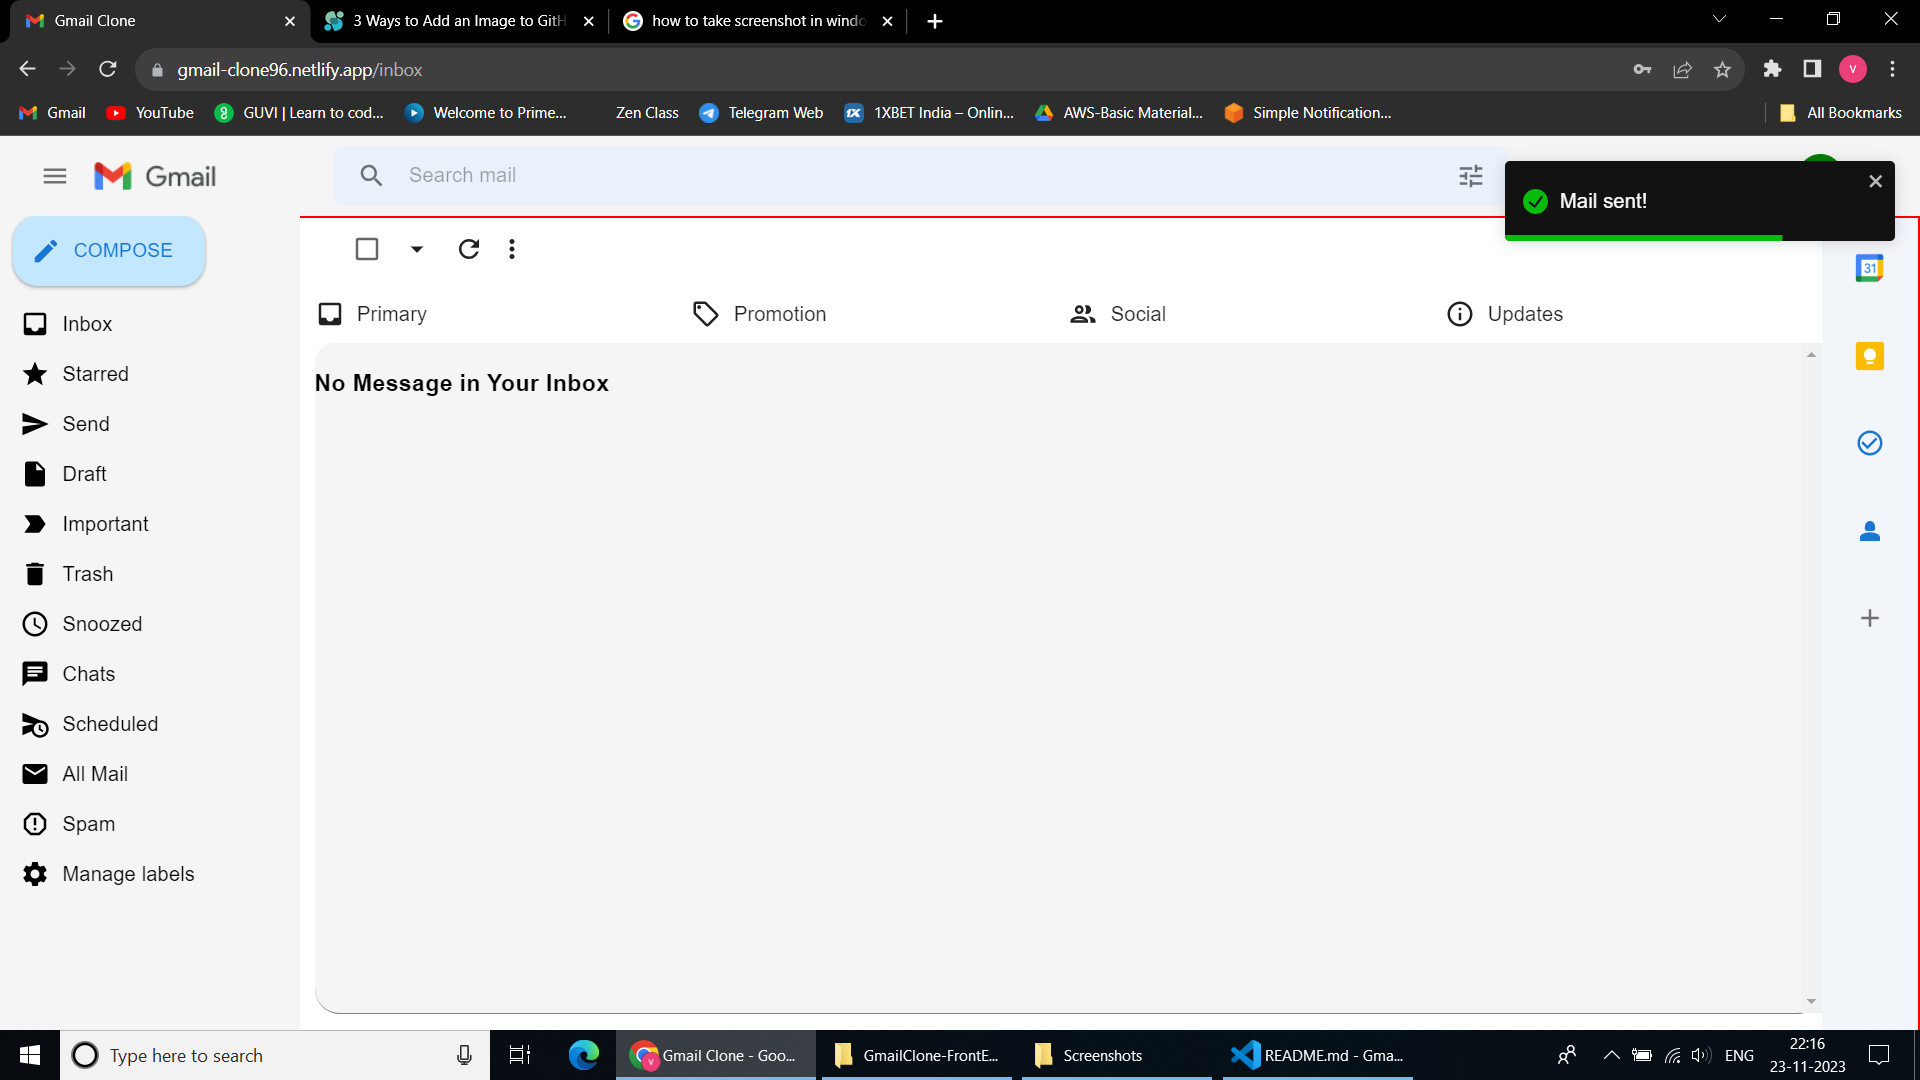 Gmail Clone
3 Ways to Add an Image to GitH
how to take screenshot in windo
gmail-clone96.netlify.app/inbox
V
Gmail
YouTube
GUVI | Learn to cod...
Welcome to Prime...
Zen Class
Telegram Web
1XBET India – Onlin...
AWS-Basic Material...
Simple Notification...
All Bookmarks
Gmail
Search mail
Mail sent!
COMPOSE
31
Primary
Promotion
Social
Updates
No Message in Your Inbox
Inbox
Starred
Send
Draft
Important
Trash
Snoozed
Chats
Scheduled
All Mail
Spam
Manage labels
Type here to search
Gmail Clone - Goo...
GmailClone-FrontE...
Screenshots
README.md - Gma...
ENG
22:16
23-11-2023